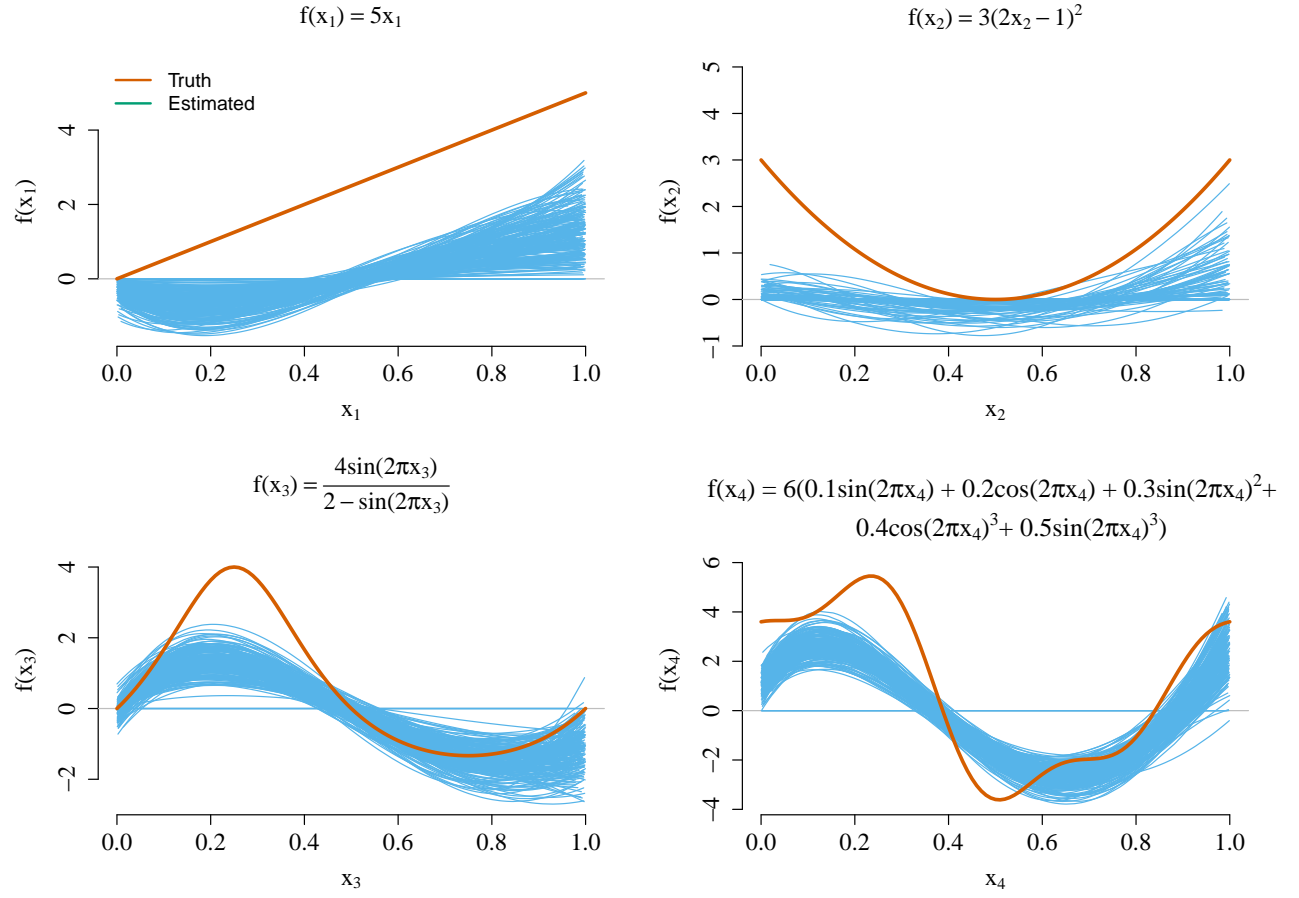 f(x₁) = 5x₁
Truth
Estimated
f(x₁)
4
2
0
0.0 0.2 0.4 0.6 0.8 1.0
x₁
f(x₂) = 3(2x₂ − 1)²
f(x₂)
5
4
3
2
1
0
−1
0.0 0.2 0.4 0.6 0.8 1.0
x₂
f(x₃) = 4sin(2πx₃) / 2 − sin(2πx₃)
f(x₃)
4
2
0
−2
0.0 0.2 0.4 0.6 0.8 1.0
x₃
f(x₄) = 6(0.1sin(2πx₄) + 0.2cos(2πx₄) + 0.3sin(2πx₄)²+
0.4cos(2πx₄)³+ 0.5sin(2πx₄)³)
f(x₄)
6
4
2
0
−2
−4
0.0 0.2 0.4 0.6 0.8 1.0
x₄